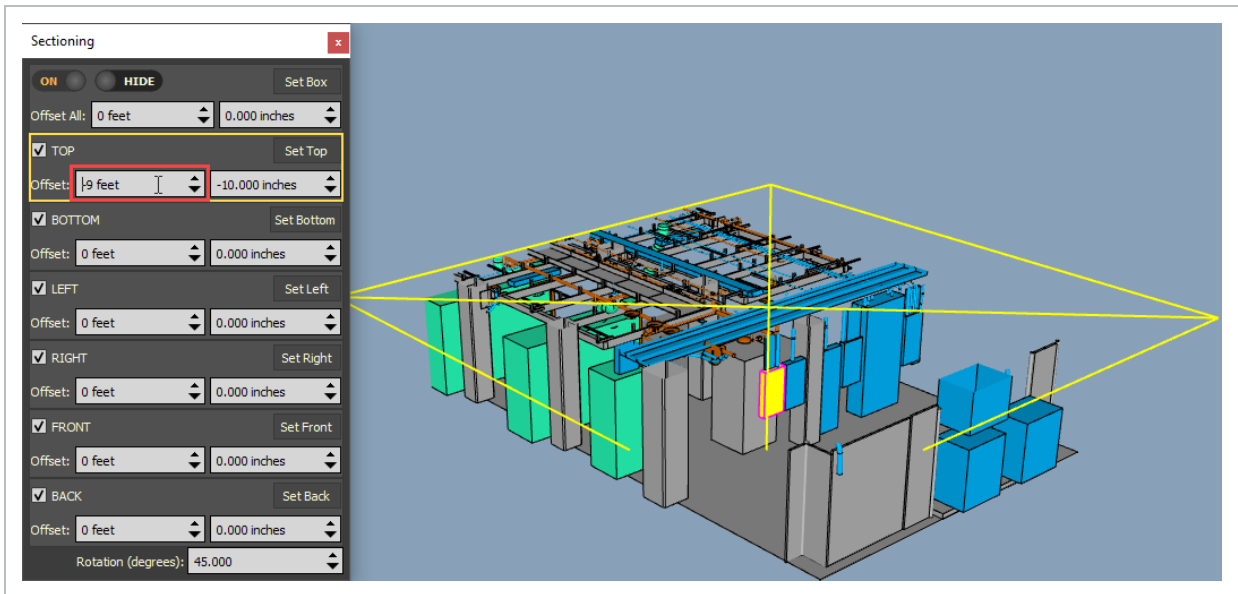 Sectioning x
ON HIDE Set Box
Offset All: 0 feet 0.000 inches
TOP Set Top
Offset: -9 feet -10.000 inches
BOTTOM Set Bottom
Offset: 0 feet 0.000 inches
LEFT Set Left
Offset: 0 feet 0.000 inches
RIGHT Set Right
Offset: 0 feet 0.000 inches
FRONT Set Front
Offset: 0 feet 0.000 inches
BACK Set Back
Offset: 0 feet 0.000 inches
Rotation (degrees): 45.000